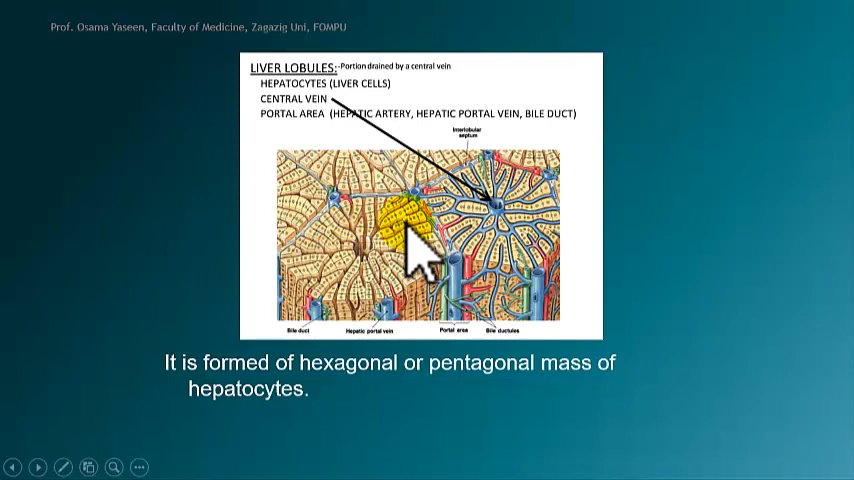 Prof. Osama Yaseen, Faculty of Medicine, Zagazig Uni, FOMPU
LIVER LOBULES:-Portion drained by a central vein
HEPATOCYTES (LIVER CELLS)
CENTRAL VEIN
PORTAL AREA (HEPATIC ARTERY, HEPATIC PORTAL VEIN, BILE DUCT)
Interlobular
septum
Bile duct
Hepatic portal vein
Portal area
Bile ductules
It is formed of hexagonal or pentagonal mass of
hepatocytes.